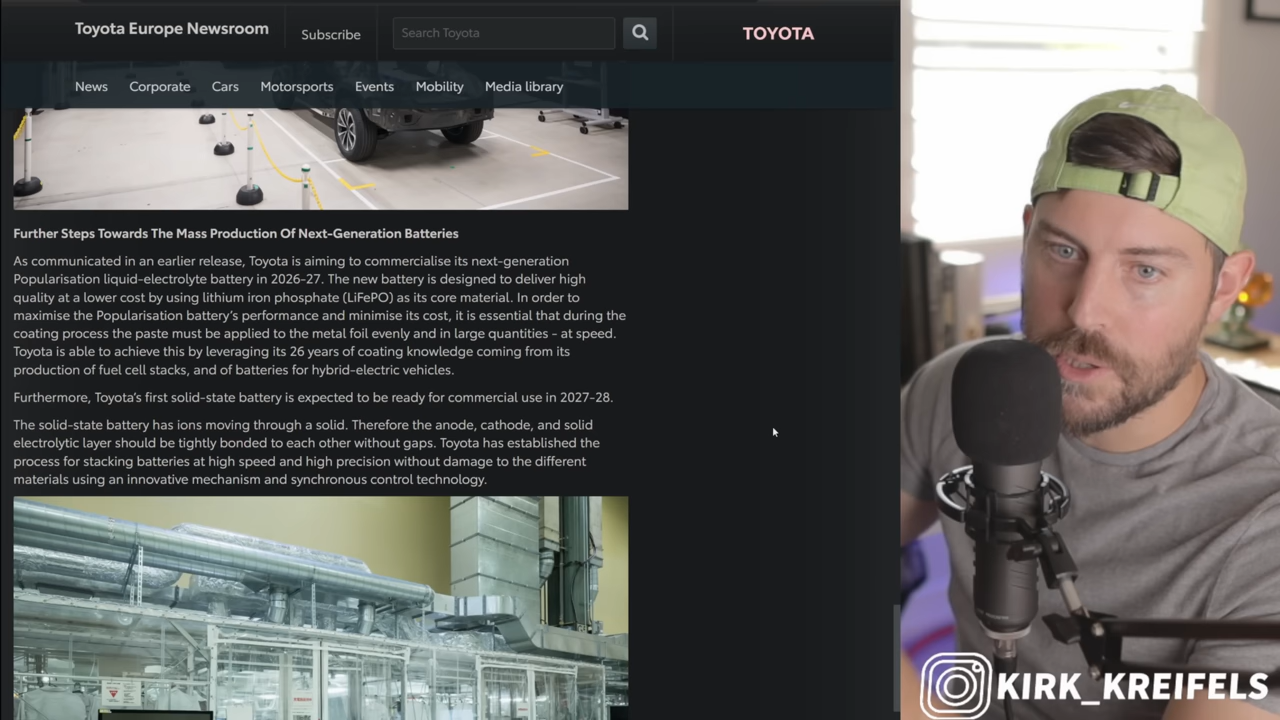 Toyota Europe Newsroom
Subscribe
Search Toyota
TOYOTA
News
Corporate
Cars
Motorsports
Events
Mobility
Media library
Further Steps Towards The Mass Production Of Next-Generation Batteries
As communicated in an earlier release, Toyota is aiming to commercialise its next-generation
Popularisation liquid-electrolyte battery in 2026-27. The new battery is designed to deliver high
quality at a lower cost by using lithium iron phosphate (LiFePO) as its core material. In order to
maximise the Popularisation battery's performance and minimise its cost, it is essential that during the
coating process the paste must be applied to the metal foil evenly and in large quantities - at speed.
Toyota is able to achieve this by leveraging its 26 years of coating knowledge coming from its
production of fuel cell stacks, and of batteries for hybrid-electric vehicles.
Furthermore, Toyota's first solid-state battery is expected to be ready for commercial use in 2027-28.
The solid-state battery has ions moving through a solid. Therefore the anode, cathode, and solid
electrolytic layer should be tightly bonded to each other without gaps. Toyota has established the
process for stacking batteries at high speed and high precision without damage to the different
materials using an innovative mechanism and synchronous control technology.
KIRK_KREIFELS